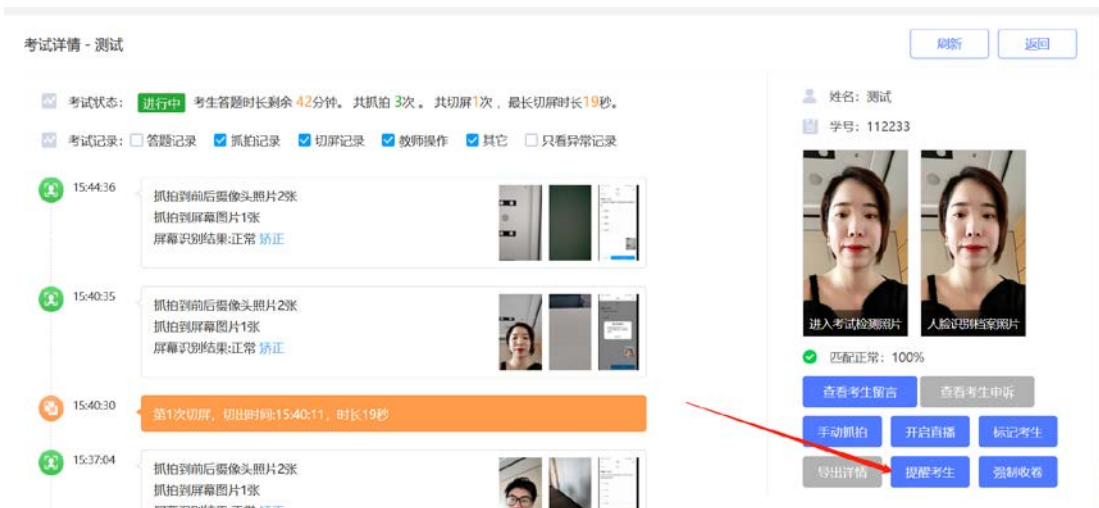 考试详情 - 测试
刷新
返回
考试状态： 进行中 考生答题时长剩余 42分钟。 共抓拍 3次 。 共切屏1次 ，最长切屏时长19秒。
考试记录： 答题记录 抓拍记录 切屏记录 教师操作 其它 只看异常记录
15:44:36
抓拍到前后摄像头照片2张
抓拍到屏幕图片1张
屏幕识别结果:正常 矫正
15:40:35
抓拍到前后摄像头照片2张
抓拍到屏幕图片1张
屏幕识别结果:正常 矫正
15:40:30
第1次切屏，切出时间:15:40:11，时长19秒
15:37:04
抓拍到前后摄像头照片2张
抓拍到屏幕图片1张
屏幕识别结果:正常 矫正
姓名：测试
学号：112233
进入考试检测照片
人脸识别档案照片
匹配正常：100%
查看考生留言
查看考生申诉
手动抓拍
开启直播
标记考生
导出详情
提醒考生
强制收卷